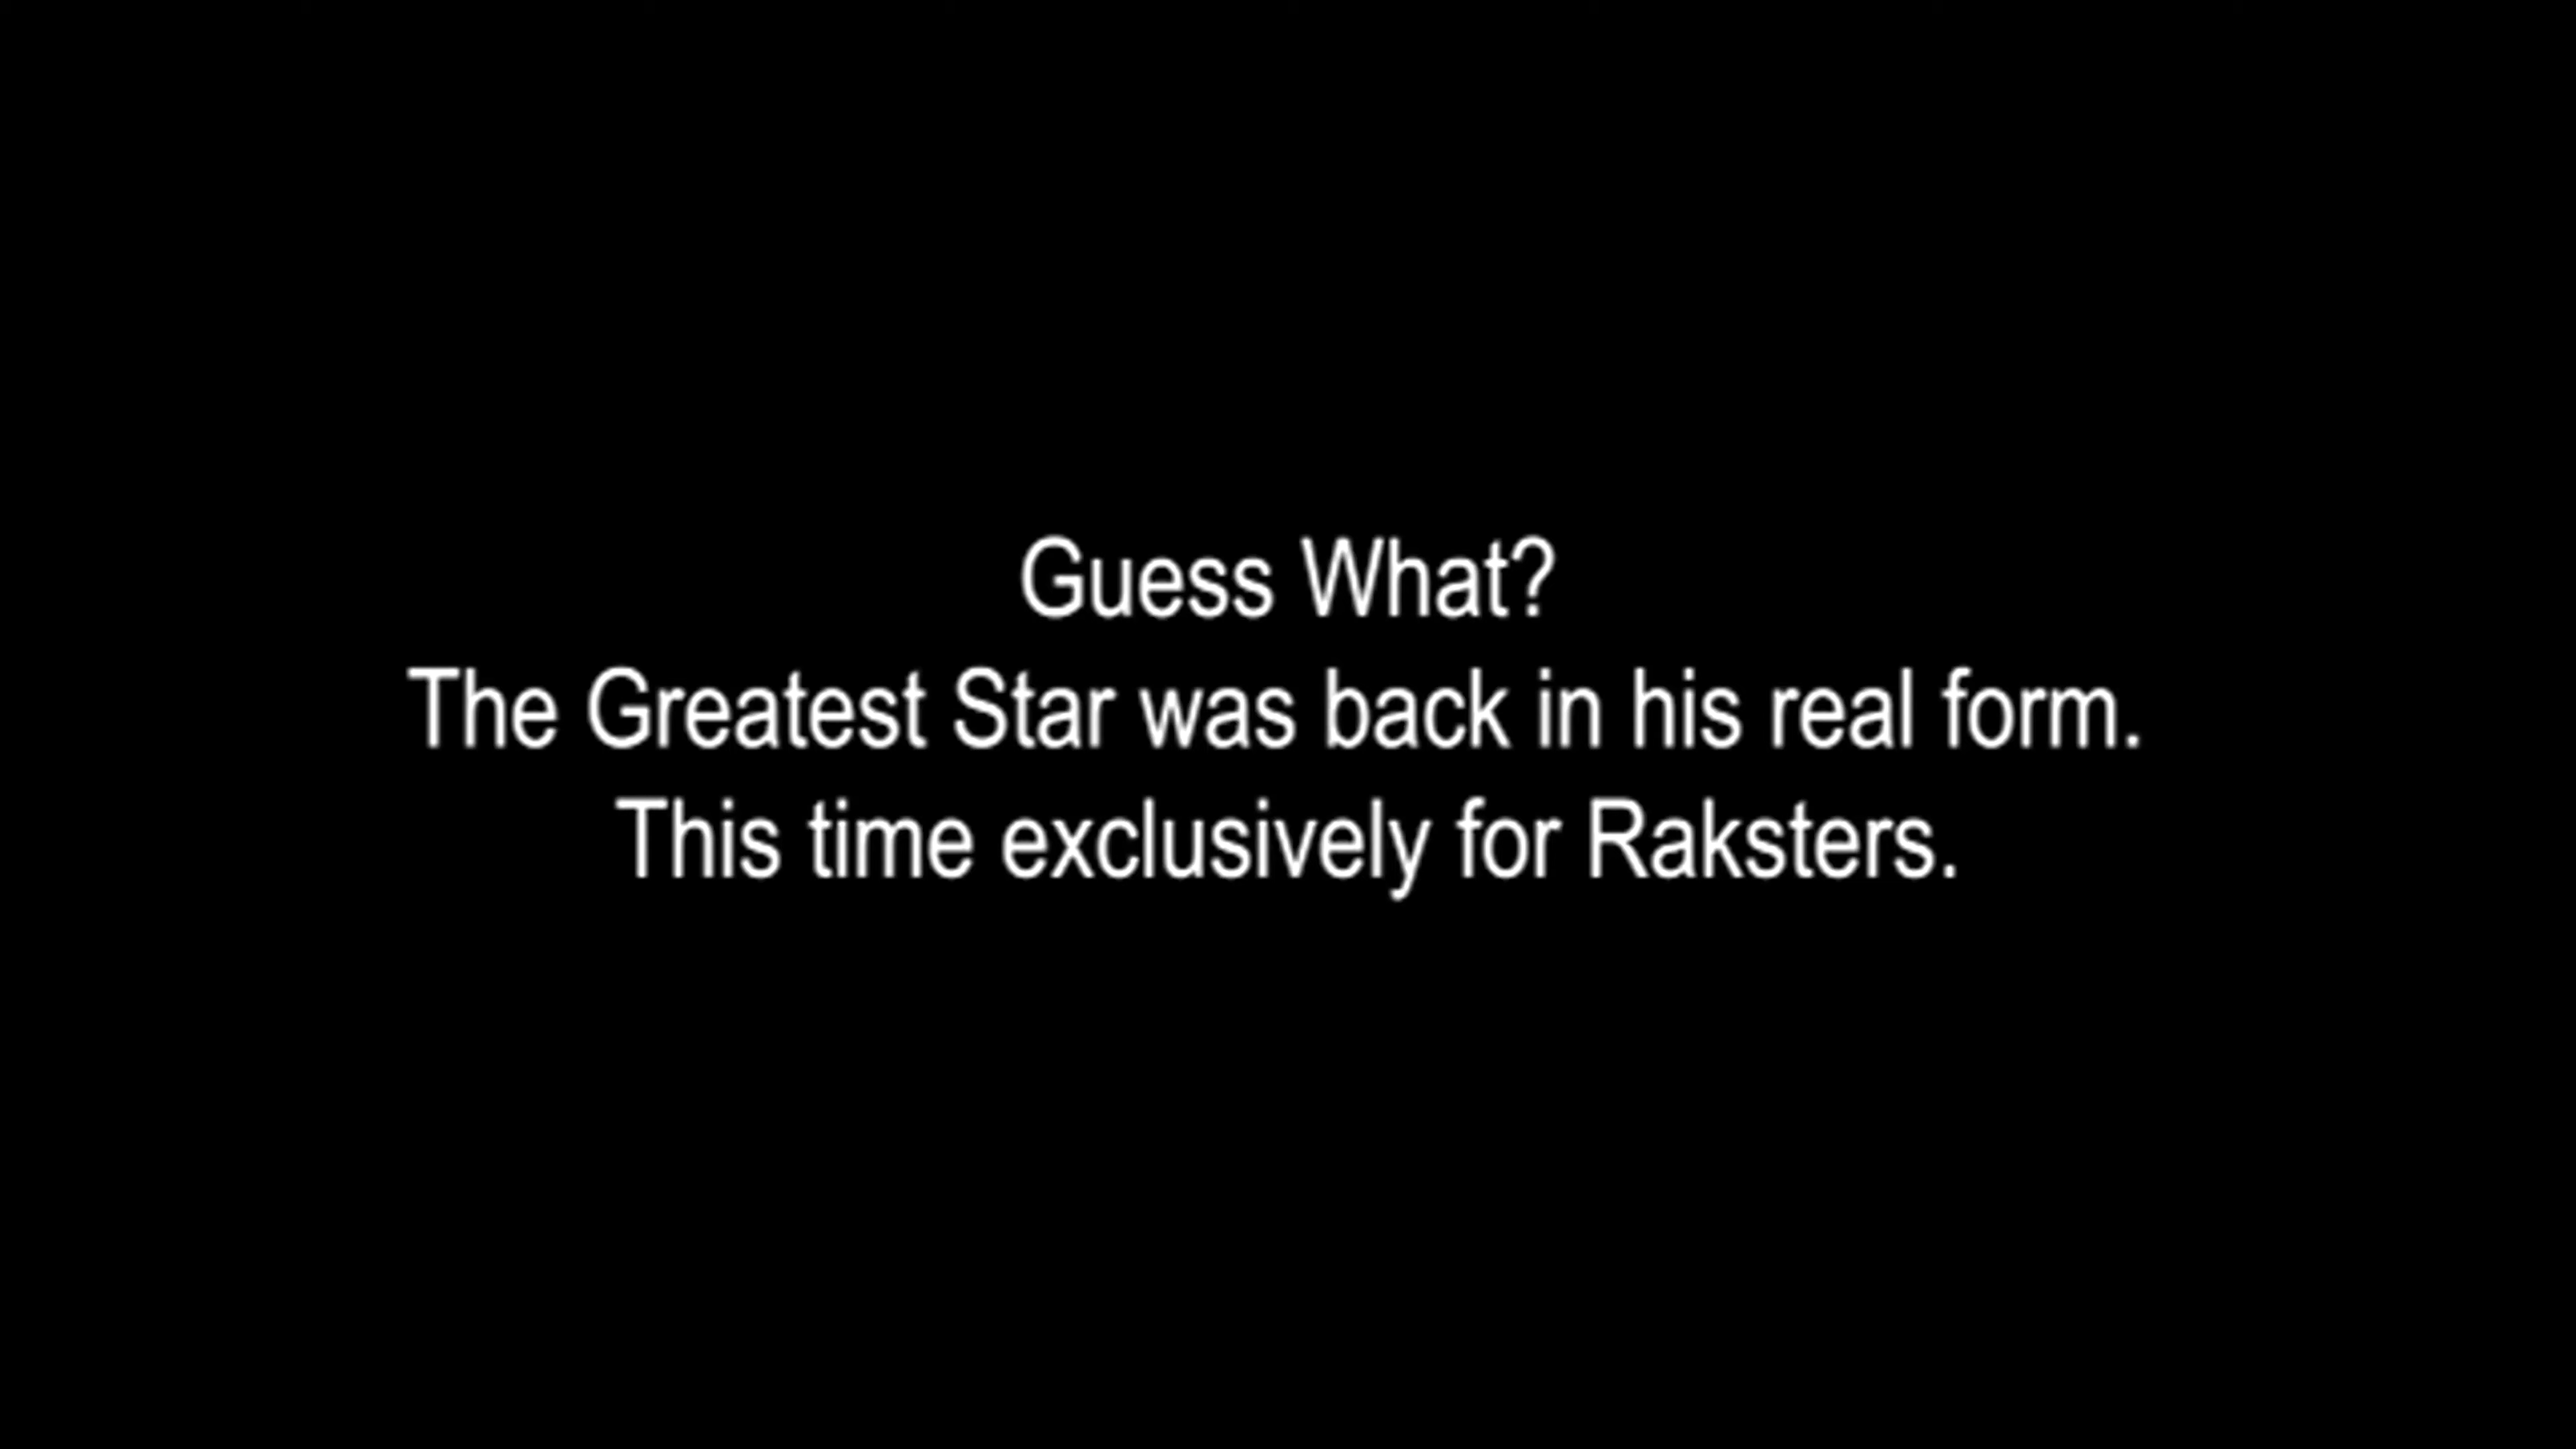 Guess What?
The Greatest Star was back in his real form.
This time exclusively for Raksters.